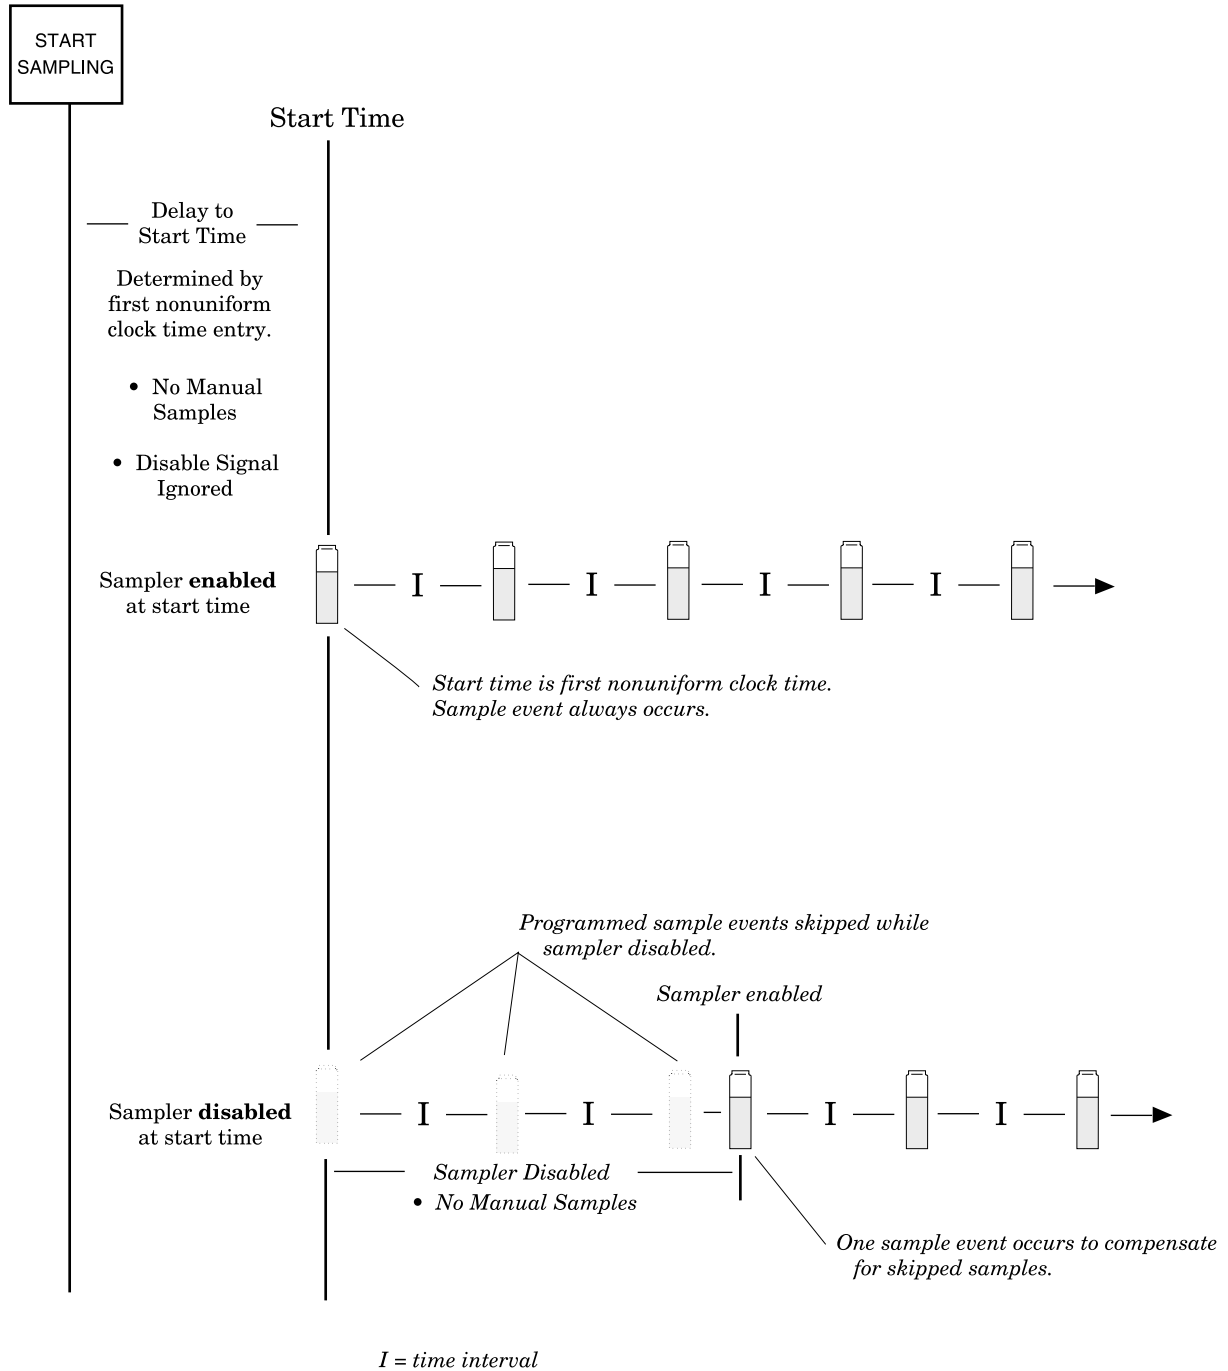 START
SAMPLING
Start Time
Delay to
Start Time
Determined by
first nonuniform
clock time entry.
• No Manual
Samples
• Disable Signal
Ignored
Sampler enabled
at start time
I I I I
Start time is first nonuniform clock time.
Sample event always occurs.
Programmed sample events skipped while
sampler disabled.
Sampler enabled
Sampler disabled
at start time
I I I I
Sampler Disabled
• No Manual Samples
One sample event occurs to compensate
for skipped samples.
I = time interval